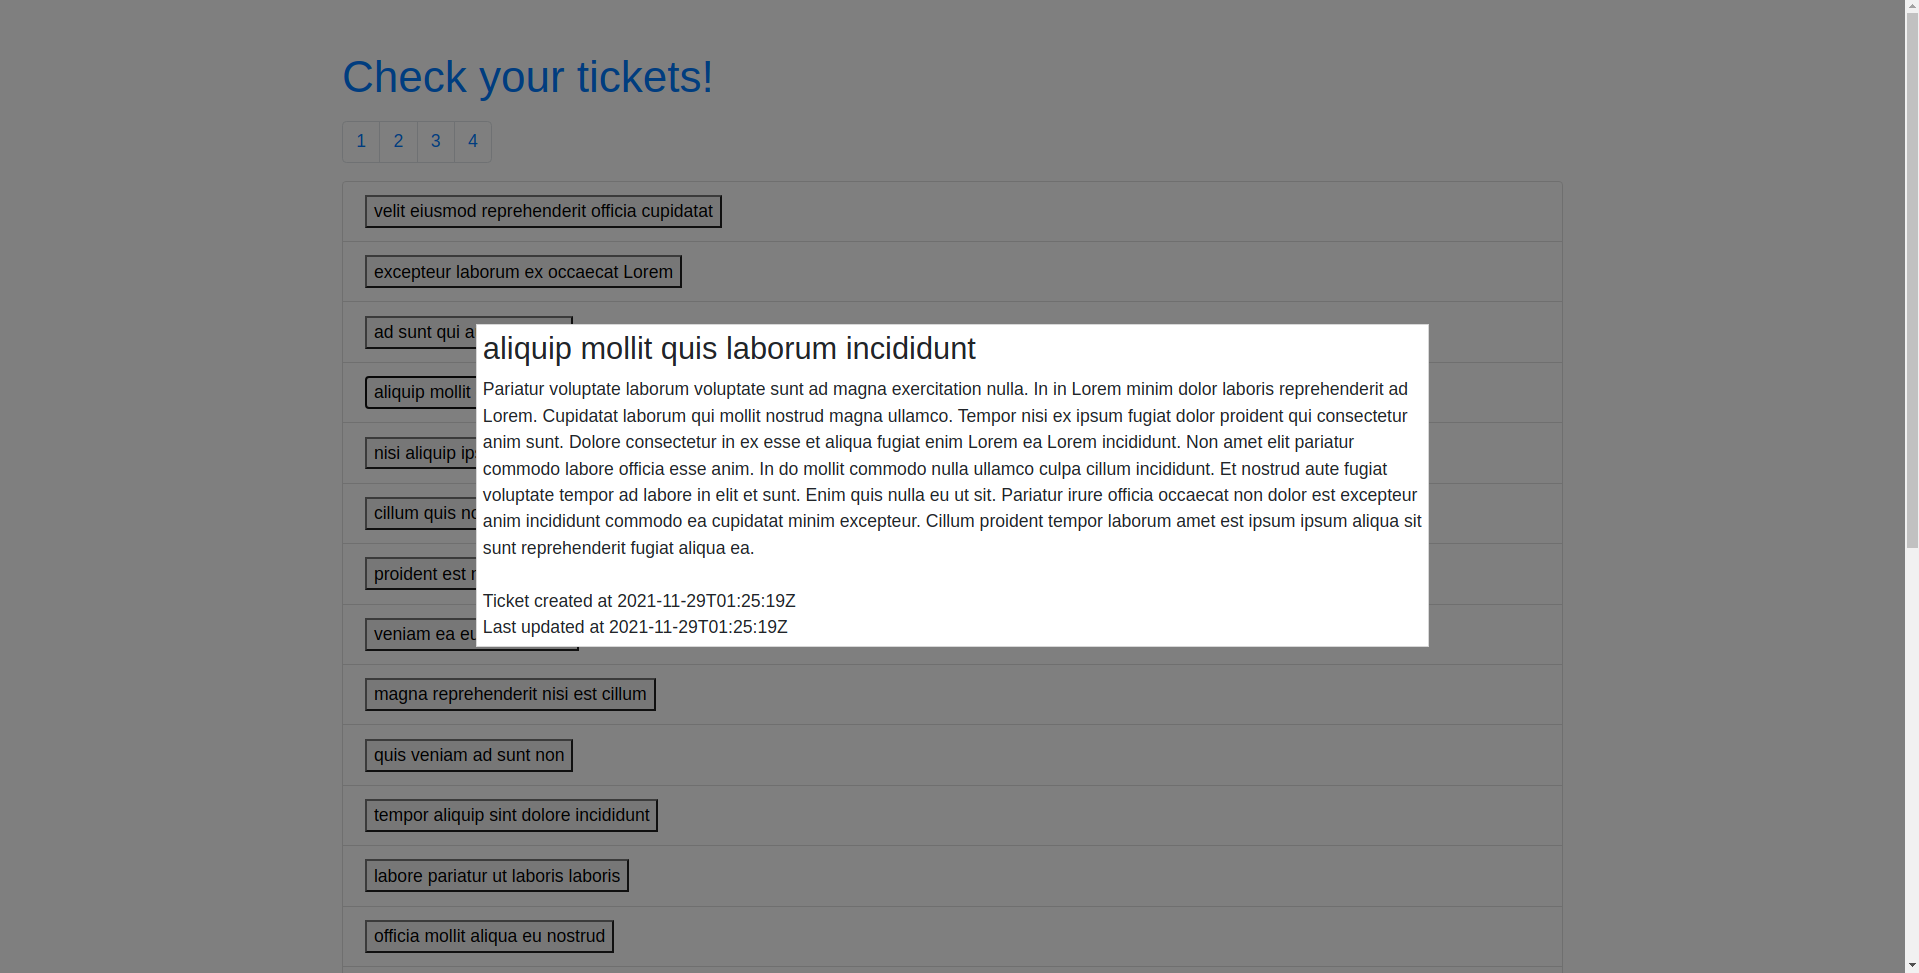 Check your tickets!
1 2 3 4
velit eiusmod reprehenderit officia cupidatat
excepteur laborum ex occaecat Lorem
ad sunt qui a
aliquip mollit
nisi aliquip
cillum quis
proident est
veniam ea
aliquip mollit quis laborum incididunt
Pariatur voluptate laborum voluptate sunt ad magna exercitation nulla. In in Lorem minim dolor laboris reprehenderit ad
Lorem. Cupidatat laborum qui mollit nostrud magna ullamco. Tempor nisi ex ipsum fugiat dolor proident qui consectetur
anim sunt. Dolore consectetur in ex esse et aliqua fugiat enim Lorem ea Lorem incididunt. Non amet elit pariatur
commodo labore officia esse anim. In do mollit commodo nulla ullamco culpa cillum incididunt. Et nostrud aute fugiat
voluptate tempor ad labore in elit et sunt. Enim quis nulla eu ut sit. Pariatur irure officia occaecat non dolor est excepteur
anim incididunt commodo ea cupidatat minim excepteur. Cillum proident tempor laborum amet est ipsum ipsum aliqua sit
sunt reprehenderit fugiat aliqua ea.
Ticket created at 2021-11-29T01:25:19Z
Last updated at 2021-11-29T01:25:19Z
magna reprehenderit nisi est cillum
quis veniam ad sunt non
tempor aliquip sint dolore incididunt
labore pariatur ut laboris laboris
officia mollit aliqua eu nostrud